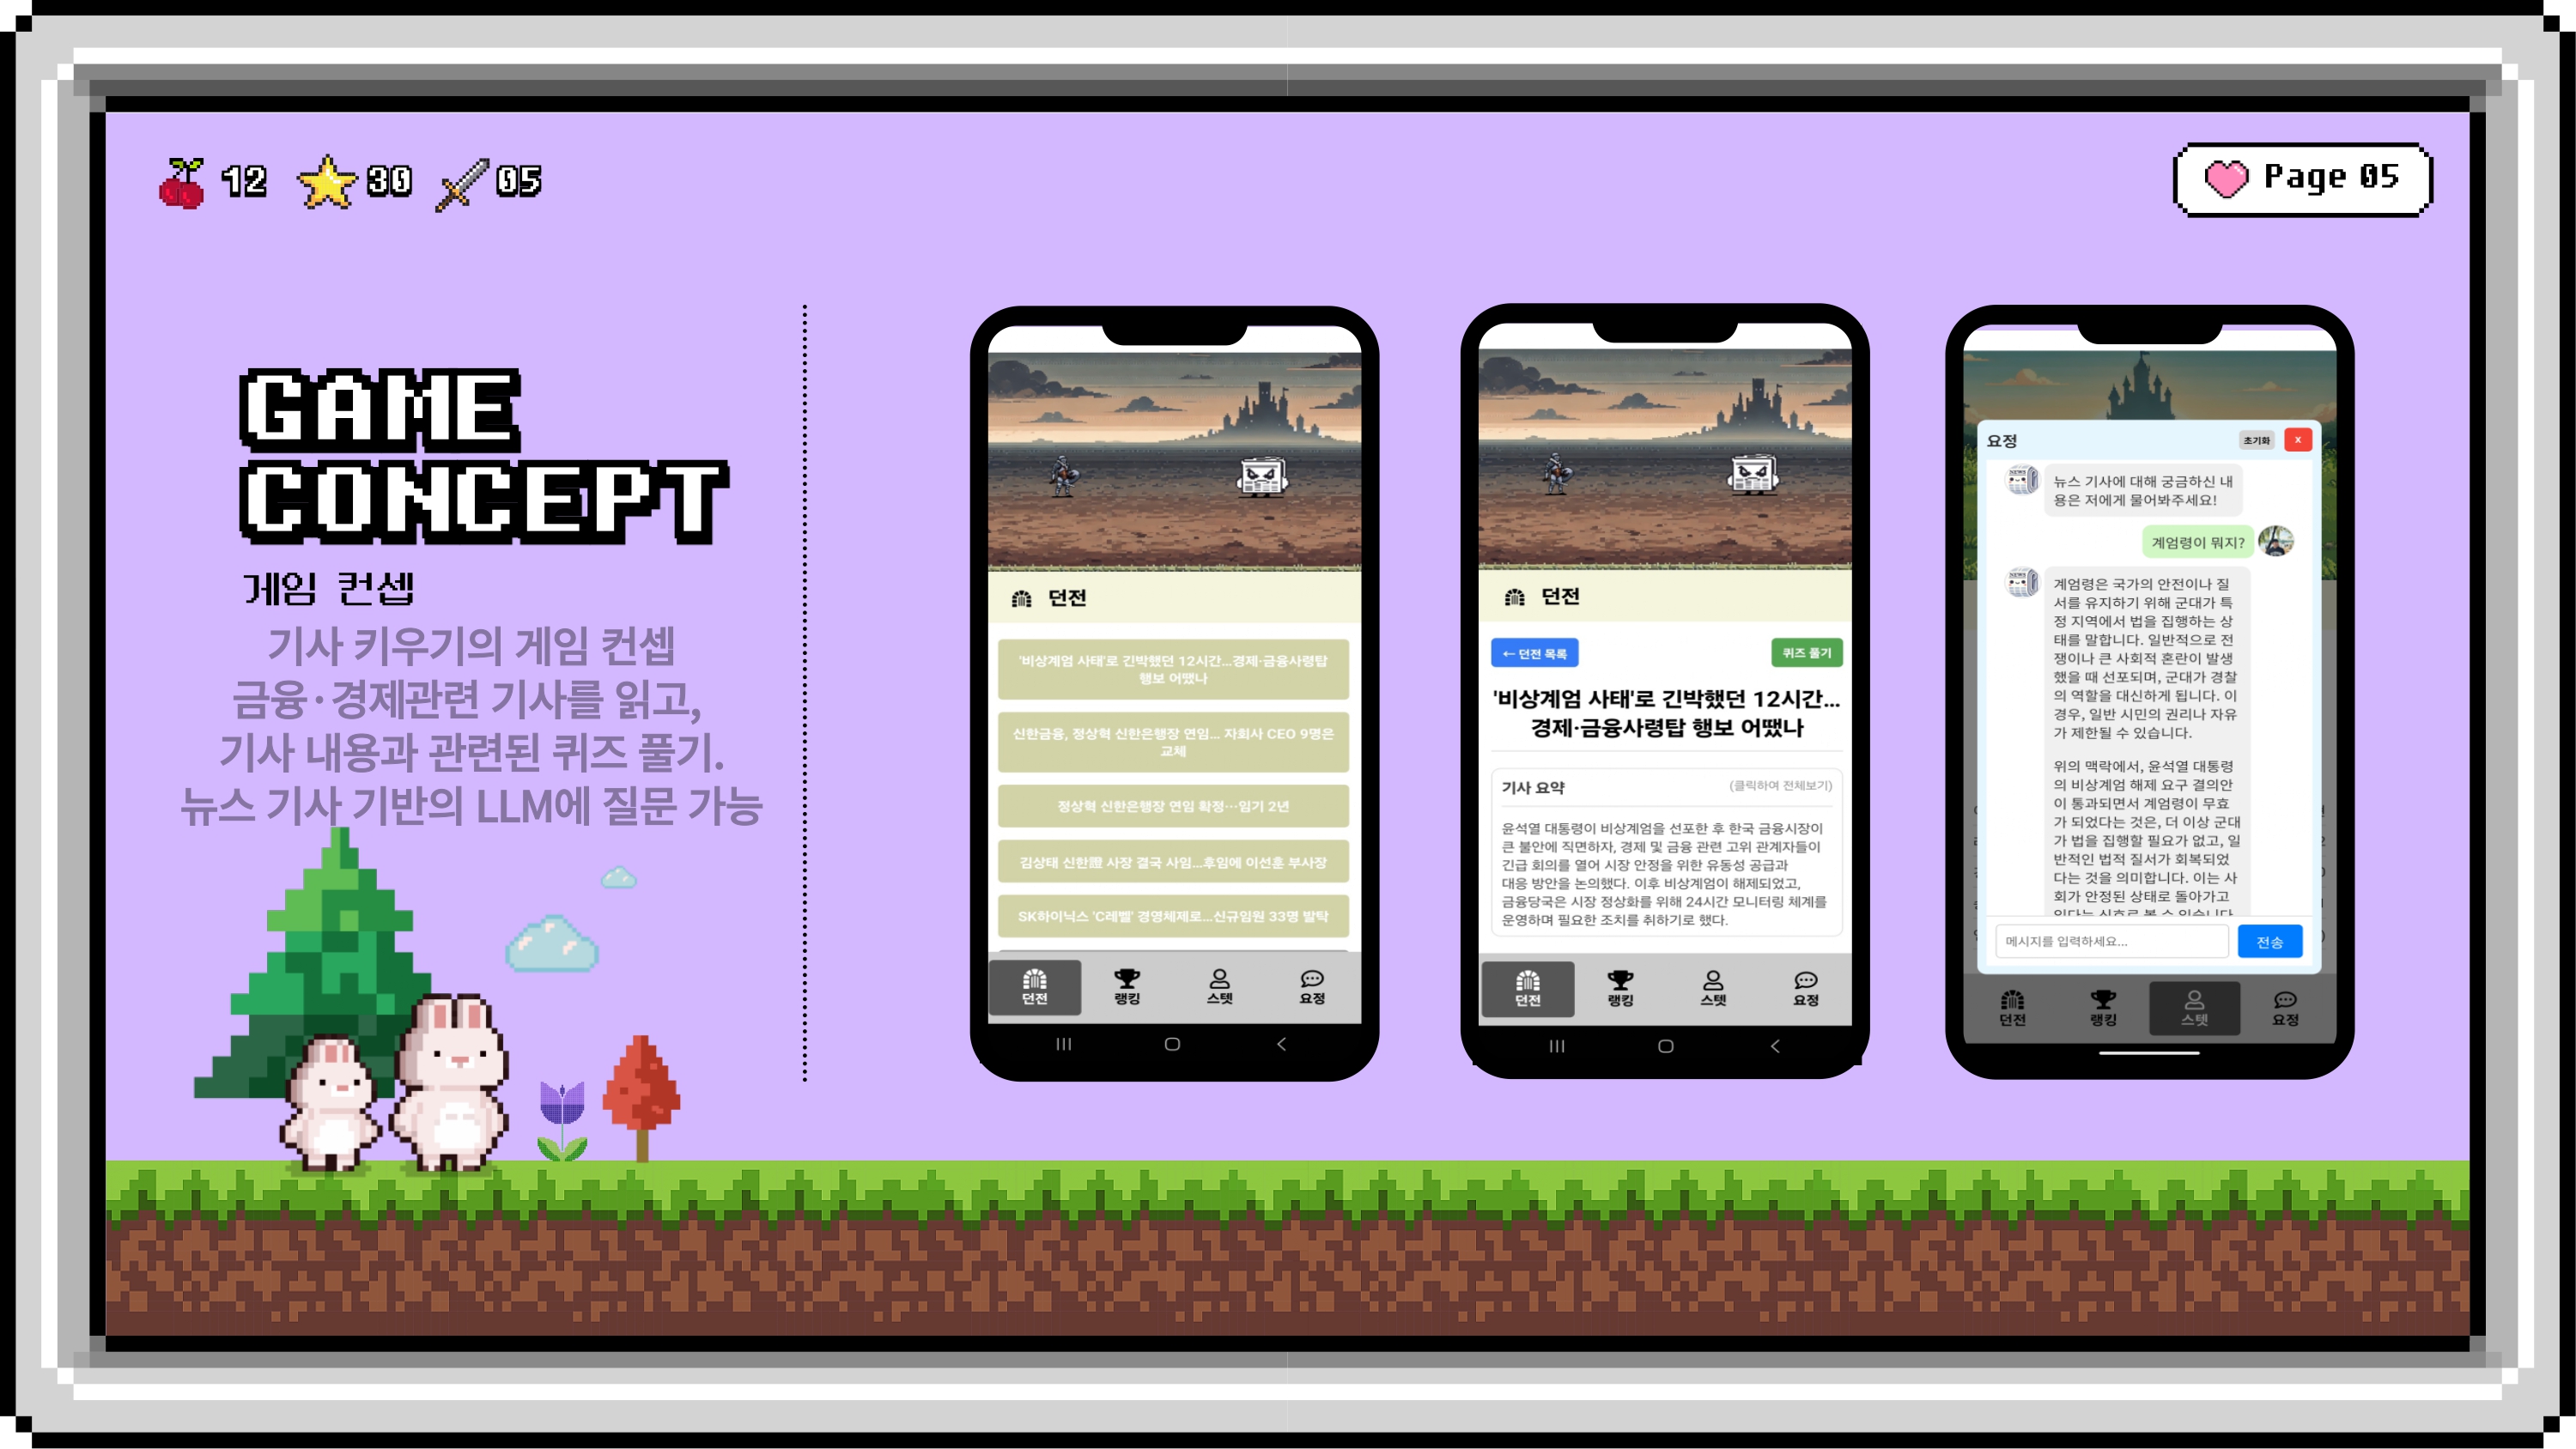 12 30 05
Page 05
GAME
CONCEPT
게임 컨셉
기사 키우기의 게임 컨셉
금융·경제관련 기사를 읽고,
기사 내용과 관련된 퀴즈 풀기.
뉴스 기사 기반의 LLM에 질문 가능
던전
'비상계엄 사태'로 긴박했던 12시간...경제·금융사령탑
행보 어땠나
신한금융, 정상혁 신한은행장 연임... 자회사 CEO 9명은
교체
정상혁 신한은행장 연임 확정…임기 2년
김상태 신한證 사장 결국 사임...후임에 이선훈 부사장
SK하이닉스 'C레벨' 경영체제로...신규임원 33명 발탁
던전 랭킹 스텟 요정
던전
← 던전 목록 퀴즈 풀기
'비상계엄 사태'로 긴박했던 12시간...
경제·금융사령탑 행보 어땠나
기사 요약 (클릭하여 전체보기)
윤석열 대통령이 비상계엄을 선포한 후 한국 금융시장이
큰 불안에 직면하자, 경제 및 금융 관련 고위 관계자들이
긴급 회의를 열어 시장 안정을 위한 유동성 공급과
대응 방안을 논의했다. 이후 비상계엄이 해제되었고,
금융당국은 시장 정상화를 위해 24시간 모니터링 체계를
운영하며 필요한 조치를 취하기로 했다.
던전 랭킹 스텟 요정
요정 초기화 x
뉴스 기사에 대해 궁금하신 내
용은 저에게 물어봐주세요!
계엄령이 뭐지?
계엄령은 국가의 안전이나 질
서를 유지하기 위해 군대가 특
정 지역에서 법을 집행하는 상
태를 말합니다. 일반적으로 전
쟁이나 큰 사회적 혼란이 발생
했을 때 선포되며, 군대가 경찰
의 역할을 대신하게 됩니다. 이
경우, 일반 시민의 권리나 자유
가 제한될 수 있습니다.
위의 맥락에서, 윤석열 대통령
의 비상계엄 해제 요구 결의안
이 통과되면서 계엄령이 무효
가 되었다는 것은, 더 이상 군대
가 법을 집행할 필요가 없고, 일
반적인 법적 질서가 회복되었
다는 것을 의미합니다. 이는 사
회가 안정된 상태로 돌아가고
있다는 신호로 볼 수 있습니다
메시지를 입력하세요... 전송
던전 랭킹 스텟 요정